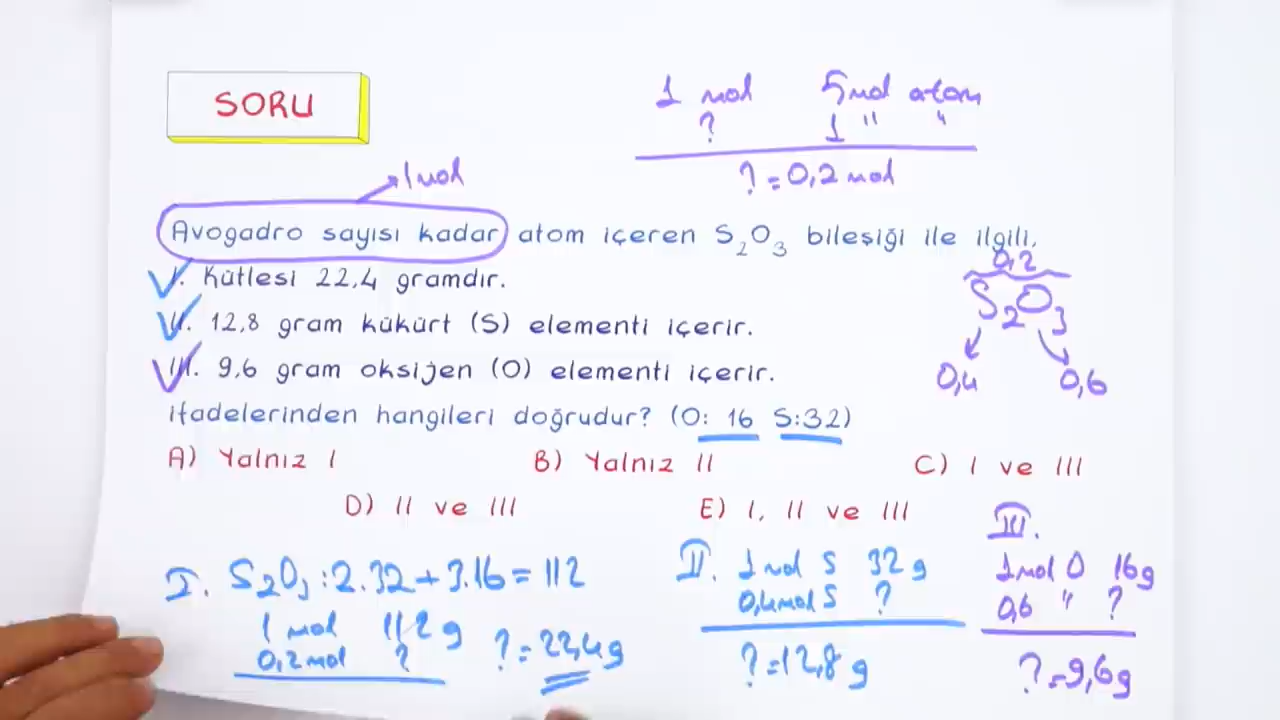 SORU
1 mol 5 mol atom
? 1 " "
? = 0,2 mol
1 mol
Avogadro sayısı kadar atom içeren S2O3 bileşiği ile ilgili,
I. Kütlesi 22,4 gramdır.
II. 12,8 gram kükürt (S) elementi içerir.
III. 9,6 gram oksijen (O) elementi içerir.
ifadelerinden hangileri doğrudur? (O: 16 S:32)
0,2
S2O3
0,4 0,6
A) Yalnız I B) Yalnız II C) I ve III
D) II ve III E) I, II ve III
I. S2O3 : 2.32 + 3.16 = 112
1 mol 112 g
0,2 mol ?
? = 22,4 g
II. 1 mol S 32 g
0,4 mol S ?
? = 12,8 g
III.
1 mol O 16 g
0,6 " ?
? = 9,6 g